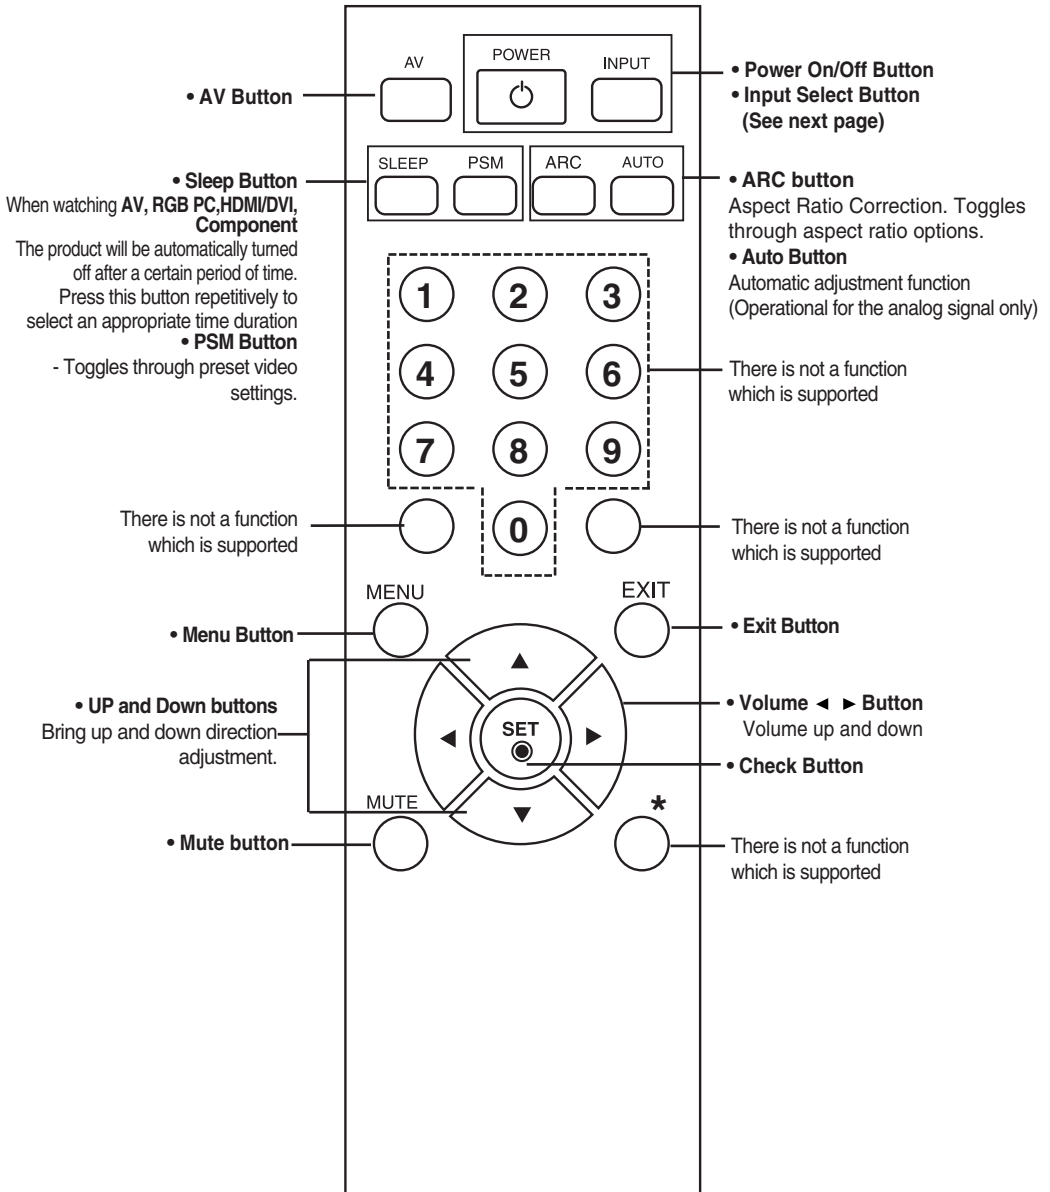 AV
POWER
INPUT
• AV Button
• Power On/Off Button
• Input Select Button
(See next page)
SLEEP
PSM
ARC
AUTO
• Sleep Button
When watching AV, RGB PC,HDMI/DVI,
Component
The product will be automatically turned
off after a certain period of time.
Press this button repetitively to
select an appropriate time duration
• PSM Button
- Toggles through preset video
settings.
• ARC button
Aspect Ratio Correction. Toggles
through aspect ratio options.
• Auto Button
Automatic adjustment function
(Operational for the analog signal only)
1 2 3
4 5 6
7 8 9
0
There is not a function
which is supported
There is not a function
which is supported
There is not a function
which is supported
MENU
EXIT
• Menu Button
• Exit Button
• UP and Down buttons
Bring up and down direction
adjustment.
▲
◄
SET
►
▼
• Volume ◄ ► Button
Volume up and down
• Check Button
MUTE
*
• Mute button
There is not a function
which is supported